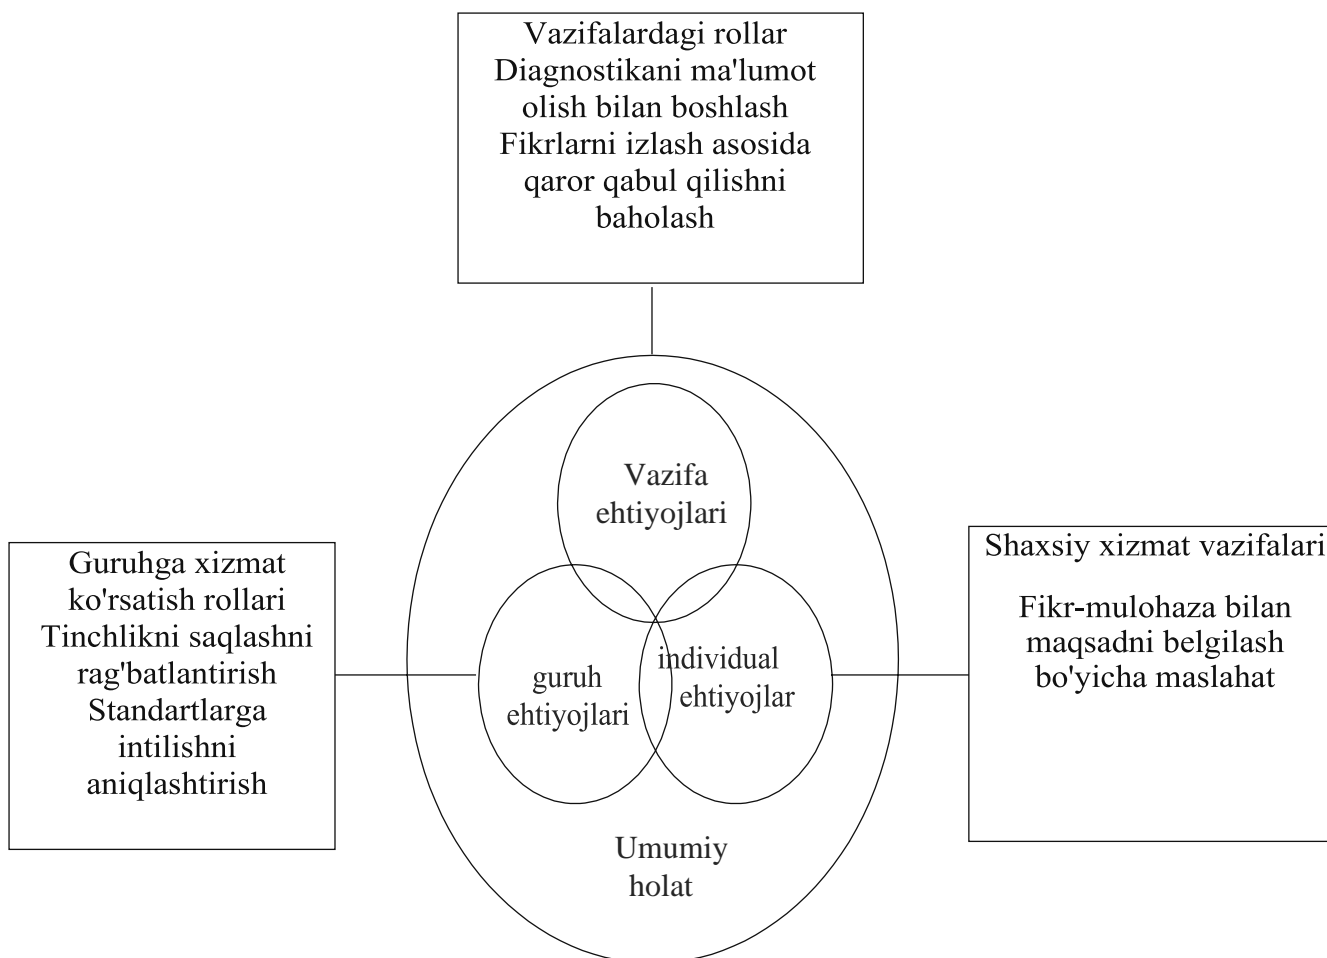 Vazifalardagi rollar
Diagnostikani ma'lumot
olish bilan boshlash
Fikrlarni izlash asosida
qaror qabul qilishni
baholash
Vazifa
ehtiyojlari
Guruhga xizmat
ko'rsatish rollari
Tinchlikni saqlashni
rag'batlantirish
Standartlarga
intilishni
aniqlashtirish
guruh
ehtiyojlari
individual
ehtiyojlar
Shaxsiy xizmat vazifalari
Fikr-mulohaza bilan
maqsadni belgilash
bo'yicha maslahat
Umumiy
holat